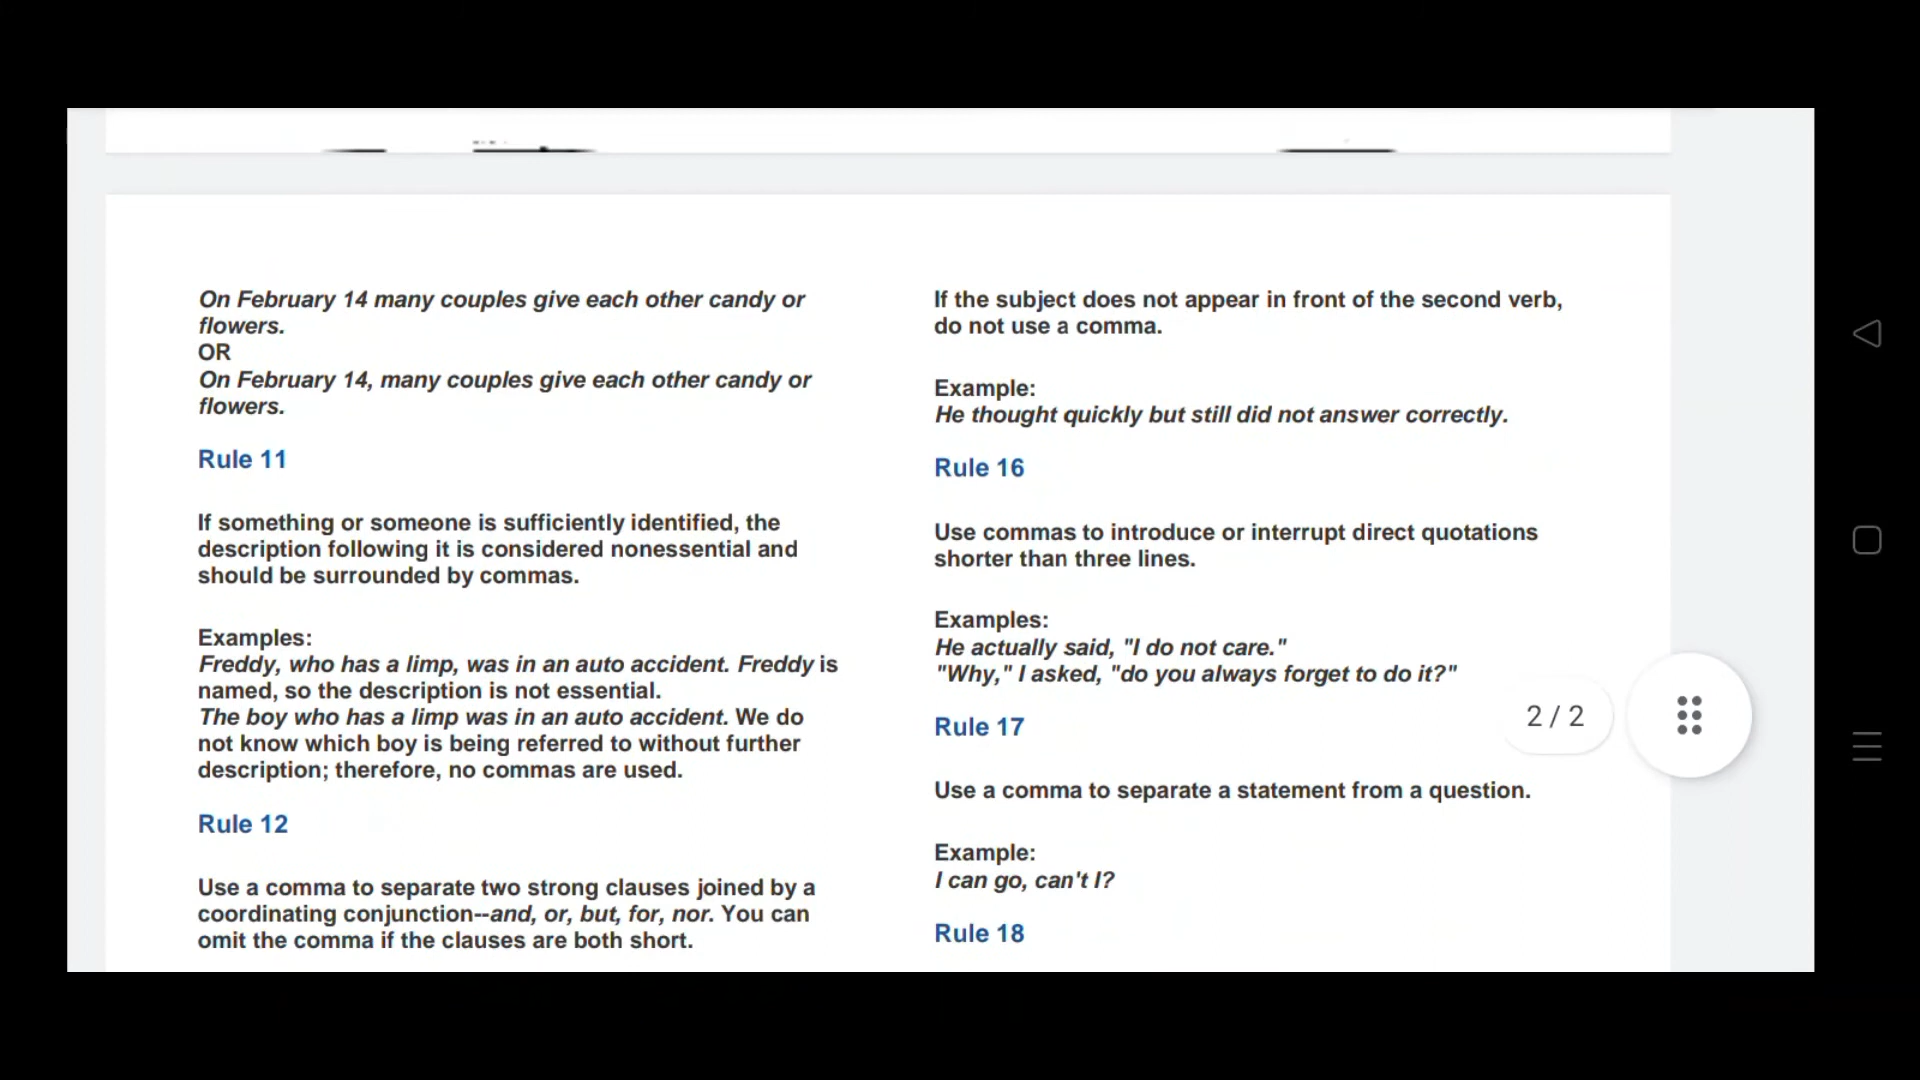 On February 14 many couples give each other candy or
flowers.
OR
On February 14, many couples give each other candy or
flowers.
Rule 11
If something or someone is sufficiently identified, the
description following it is considered nonessential and
should be surrounded by commas.
Examples:
Freddy, who has a limp, was in an auto accident. Freddy is
named, so the description is not essential.
The boy who has a limp was in an auto accident. We do
not know which boy is being referred to without further
description; therefore, no commas are used.
Rule 12
Use a comma to separate two strong clauses joined by a
coordinating conjunction--and, or, but, for, nor. You can
omit the comma if the clauses are both short.
If the subject does not appear in front of the second verb,
do not use a comma.
Example:
He thought quickly but still did not answer correctly.
Rule 16
Use commas to introduce or interrupt direct quotations
shorter than three lines.
Examples:
He actually said, "I do not care."
"Why," I asked, "do you always forget to do it?"
Rule 17
Use a comma to separate a statement from a question.
Example:
I can go, can't I?
Rule 18
2 / 2